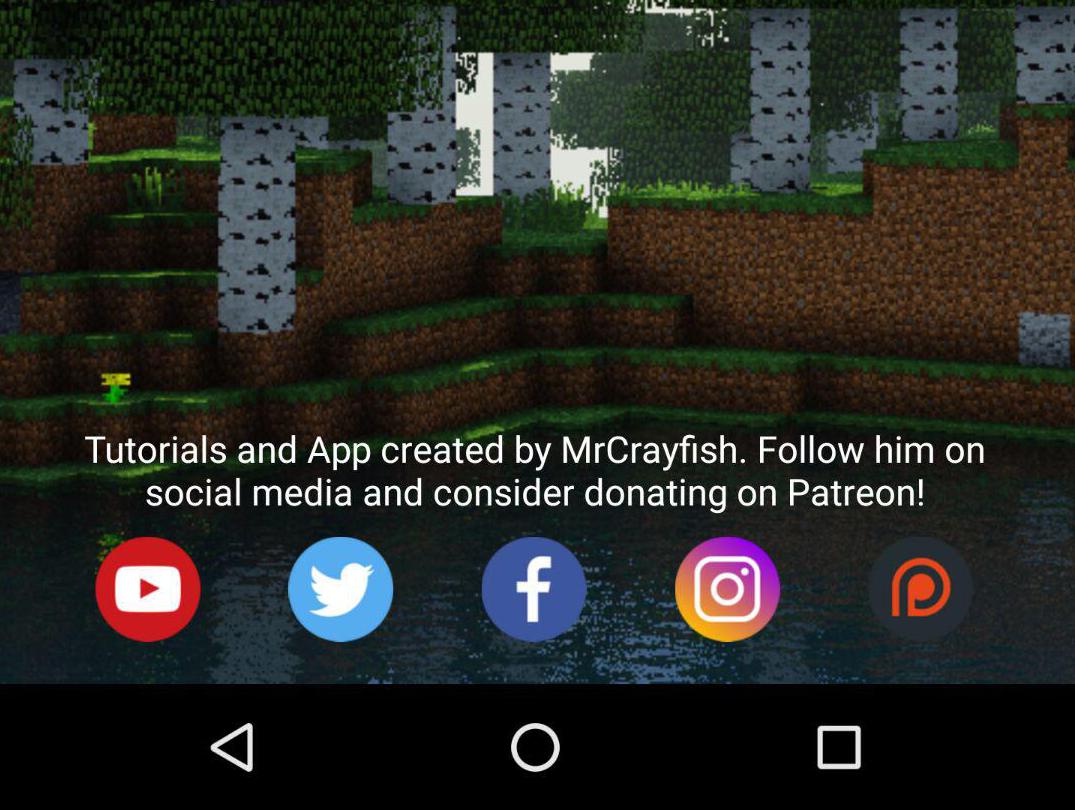 Tutorials and App created by MrCrayfish. Follow him on
social media and consider donating on Patreon!